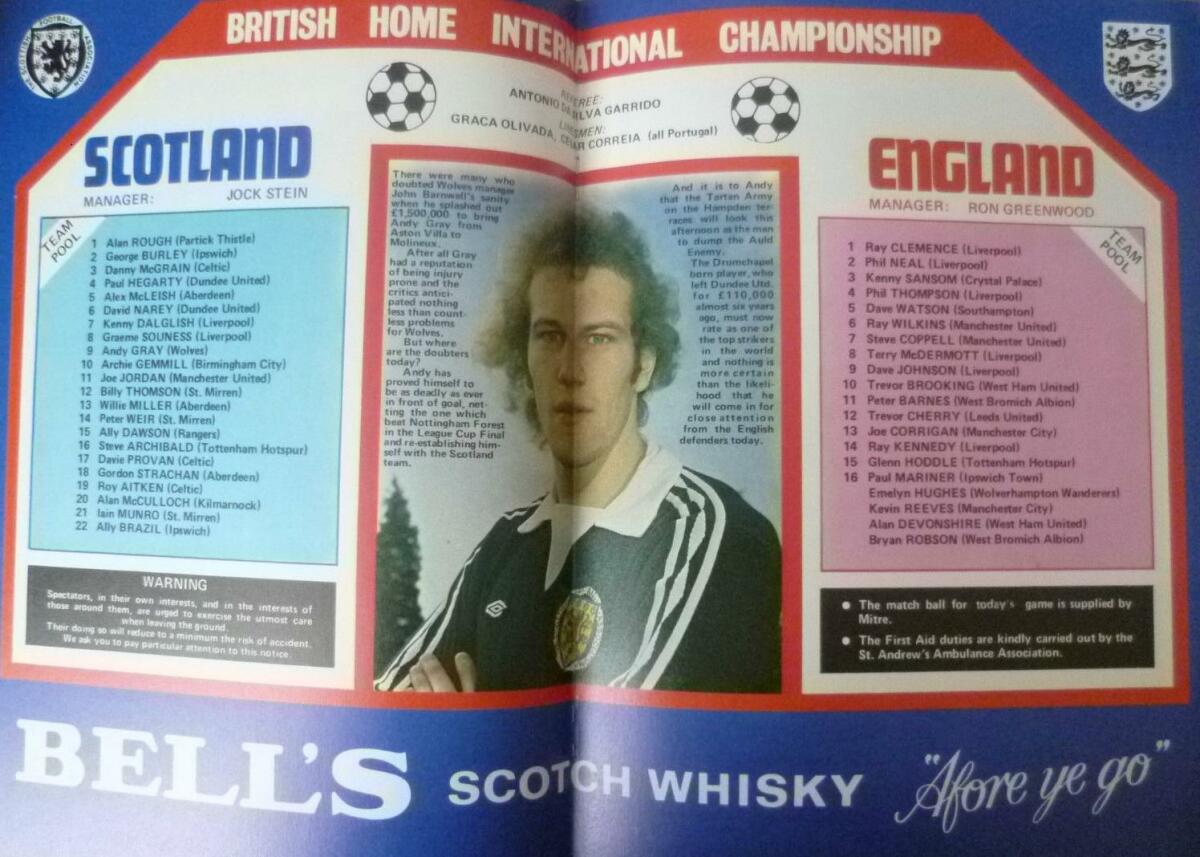 BRITISH HOME INTERNATIONAL CHAMPIONSHIP
REFEREE:
ANTONIO DA SILVA GARRIDO
LINESMEN:
GRACA OLIVADA, CESAR CORREIA (all Portugal)
SCOTLAND
MANAGER: JOCK STEIN
TEAM
POOL
1 Alan ROUGH (Partick Thistle)
2 George BURLEY (Ipswich)
3 Danny McGRAIN (Celtic)
4 Paul HEGARTY (Dundee United)
5 Alex McLEISH (Aberdeen)
6 David NAREY (Dundee United)
7 Kenny DALGLISH (Liverpool)
8 Graeme SOUNESS (Liverpool)
9 Andy GRAY (Wolves)
10 Archie GEMMILL (Birmingham City)
11 Joe JORDAN (Manchester United)
12 Billy THOMSON (St. Mirren)
13 Willie MILLER (Aberdeen)
14 Peter WEIR (St. Mirren)
15 Ally DAWSON (Rangers)
16 Steve ARCHIBALD (Tottenham Hotspur)
17 Davie PROVAN (Celtic)
18 Gordon STRACHAN (Aberdeen)
19 Roy AITKEN (Celtic)
20 Alan McCULLOCH (Kilmarnock)
21 Iain MUNRO (St. Mirren)
22 Ally BRAZIL (Ipswich)
WARNING
Spectators, in their own interests, and in the interests of
those around them, are urged to exercise the utmost care
when leaving the ground.
Their doing so will reduce to a minimum the risk of accident.
We ask you to pay particular attention to this notice.
There were many who
doubted Wolves manager
John Barnwell's sanity
when he splashed out
£1,500,000 to bring
Andy Gray from
Aston Villa to
Molineux.
After all Gray
had a reputation
of being injury
prone and the
critics antici-
pated nothing
less than count-
less problems
for Wolves.
But where
are the doubters
today?
Andy has
proved himself to
be as deadly as ever
in front of goal, net-
ting the one which
beat Nottingham Forest
in the League Cup Final
and re-establishing him-
self with the Scotland
team.
And it is to Andy
that the Tartan Army
on the Hampden ter-
races will look this
afternoon as the man
to dump the Auld
Enemy.
The Drumchapel
born player, who
left Dundee Utd.
for £110,000
almost six years
ago, must now
rate as one of
the top strikers
in the world
and nothing is
more certain
than the likeli-
hood that he
will come in for
close attention
from the English
defenders today.
ENGLAND
MANAGER: RON GREENWOOD
TEAM
POOL
1 Ray CLEMENCE (Liverpool)
2 Phil NEAL (Liverpool)
3 Kenny SANSOM (Crystal Palace)
4 Phil THOMPSON (Liverpool)
5 Dave WATSON (Southampton)
6 Ray WILKINS (Manchester United)
7 Steve COPPELL (Manchester United)
8 Terry McDERMOTT (Liverpool)
9 Dave JOHNSON (Liverpool)
10 Trevor BROOKING (West Ham United)
11 Peter BARNES (West Bromich Albion)
12 Trevor CHERRY (Leeds United)
13 Joe CORRIGAN (Manchester City)
14 Ray KENNEDY (Liverpool)
15 Glenn HODDLE (Tottenham Hotspur)
16 Paul MARINER (Ipswich Town)
Emelyn HUGHES (Wolverhampton Wanderers)
Kevin REEVES (Manchester City)
Alan DEVONSHIRE (West Ham United)
Bryan ROBSON (West Bromich Albion)
● The match ball for today's game is supplied by
Mitre.
● The First Aid duties are kindly carried out by the
St. Andrew's Ambulance Association.
BELL'S SCOTCH WHISKY "Afore ye go"